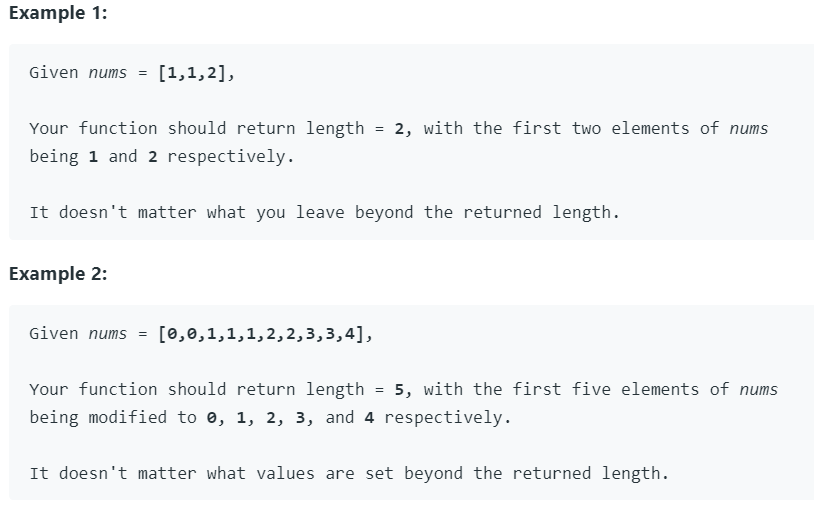 Example 1:
Given nums = [1,1,2],
Your function should return length = 2, with the first two elements of nums
being 1 and 2 respectively.
It doesn't matter what you leave beyond the returned length.
Example 2:
Given nums = [0,0,1,1,1,2,2,3,3,4],
Your function should return length = 5, with the first five elements of nums
being modified to 0, 1, 2, 3, and 4 respectively.
It doesn't matter what values are set beyond the returned length.